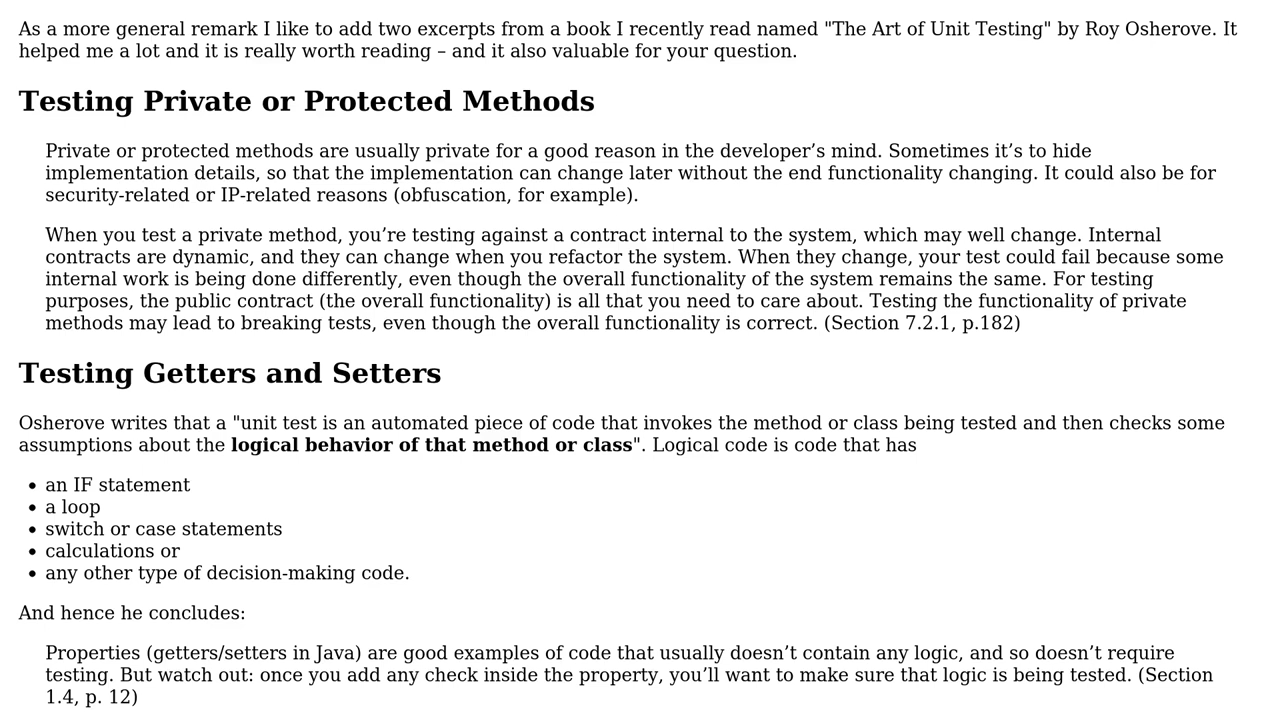 As a more general remark I like to add two excerpts from a book I recently read named "The Art of Unit Testing" by Roy Osherove. It
helped me a lot and it is really worth reading – and it also valuable for your question.
Testing Private or Protected Methods
Private or protected methods are usually private for a good reason in the developer’s mind. Sometimes it’s to hide
implementation details, so that the implementation can change later without the end functionality changing. It could also be for
security-related or IP-related reasons (obfuscation, for example).
When you test a private method, you’re testing against a contract internal to the system, which may well change. Internal
contracts are dynamic, and they can change when you refactor the system. When they change, your test could fail because some
internal work is being done differently, even though the overall functionality of the system remains the same. For testing
purposes, the public contract (the overall functionality) is all that you need to care about. Testing the functionality of private
methods may lead to breaking tests, even though the overall functionality is correct. (Section 7.2.1, p.182)
Testing Getters and Setters
Osherove writes that a "unit test is an automated piece of code that invokes the method or class being tested and then checks some
assumptions about the logical behavior of that method or class". Logical code is code that has
• an IF statement
• a loop
• switch or case statements
• calculations or
• any other type of decision-making code.
And hence he concludes:
Properties (getters/setters in Java) are good examples of code that usually doesn’t contain any logic, and so doesn’t require
testing. But watch out: once you add any check inside the property, you’ll want to make sure that logic is being tested. (Section
1.4, p. 12)